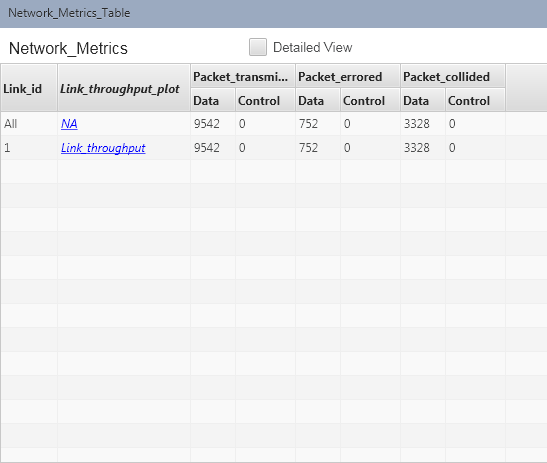 Network_Metrics_Table
Network_Metrics
Detailed View
Link_id Link_throughput_plot Packet_transmi... Packet_errored Packet_collided
Data Control Data Control Data Control
All NA 9542 0 752 0 3328 0
1 Link_throughput 9542 0 752 0 3328 0